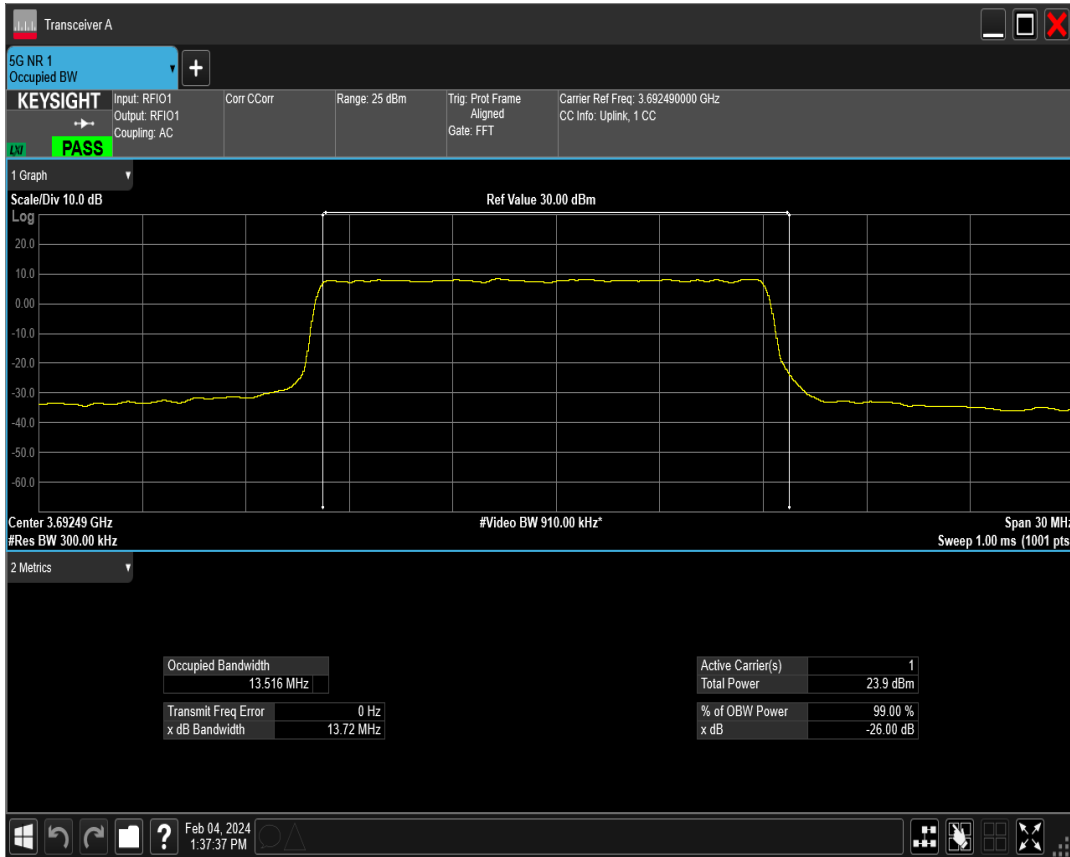 Transceiver A
5G NR 1
Occupied BW
KEYSIGHT
LXI
PASS
Input: RFIO1
Output: RFIO1
Coupling: AC
Corr CCorr
Range: 25 dBm
Trig: Prot Frame
Aligned
Gate: FFT
Carrier Ref Freq: 3.692490000 GHz
CC Info: Uplink, 1 CC
1 Graph
Scale/Div 10.0 dB
Ref Value 30.00 dBm
Log
20.0
10.0
0.00
-10.0
-20.0
-30.0
-40.0
-50.0
-60.0
Center 3.69249 GHz
#Video BW 910.00 kHz*
Span 30 MHz
#Res BW 300.00 kHz
Sweep 1.00 ms (1001 pts
2 Metrics
Occupied Bandwidth
13.516 MHz
Transmit Freq Error 0 Hz
x dB Bandwidth 13.72 MHz
Active Carrier(s) 1
Total Power 23.9 dBm
% of OBW Power 99.00 %
x dB -26.00 dB
?
Feb 04, 2024
1:37:37 PM